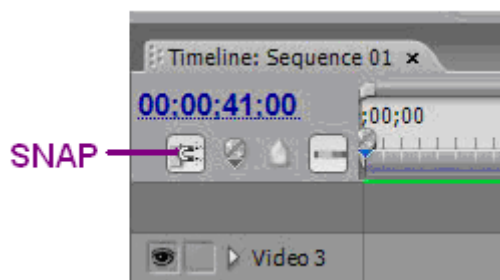 Timeline: Sequence 01 ×
00;00;41;00
;00;00
SNAP
Video 3